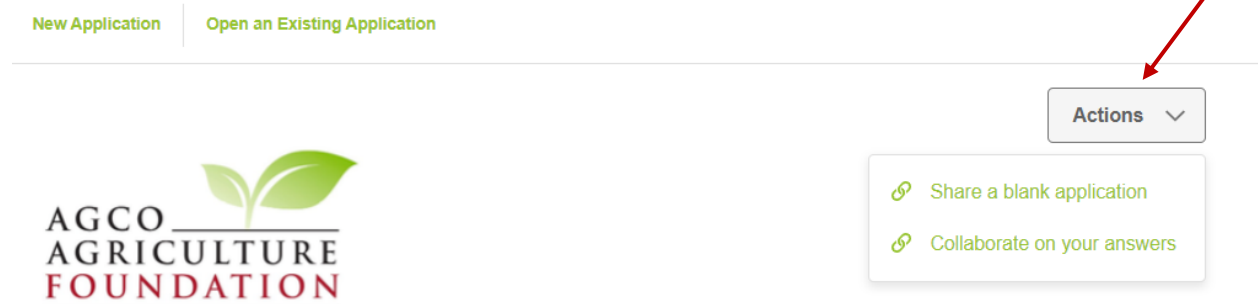 New Application
Open an Existing Application
Actions
Share a blank application
Collaborate on your answers
AGCO
AGRICULTURE
FOUNDATION